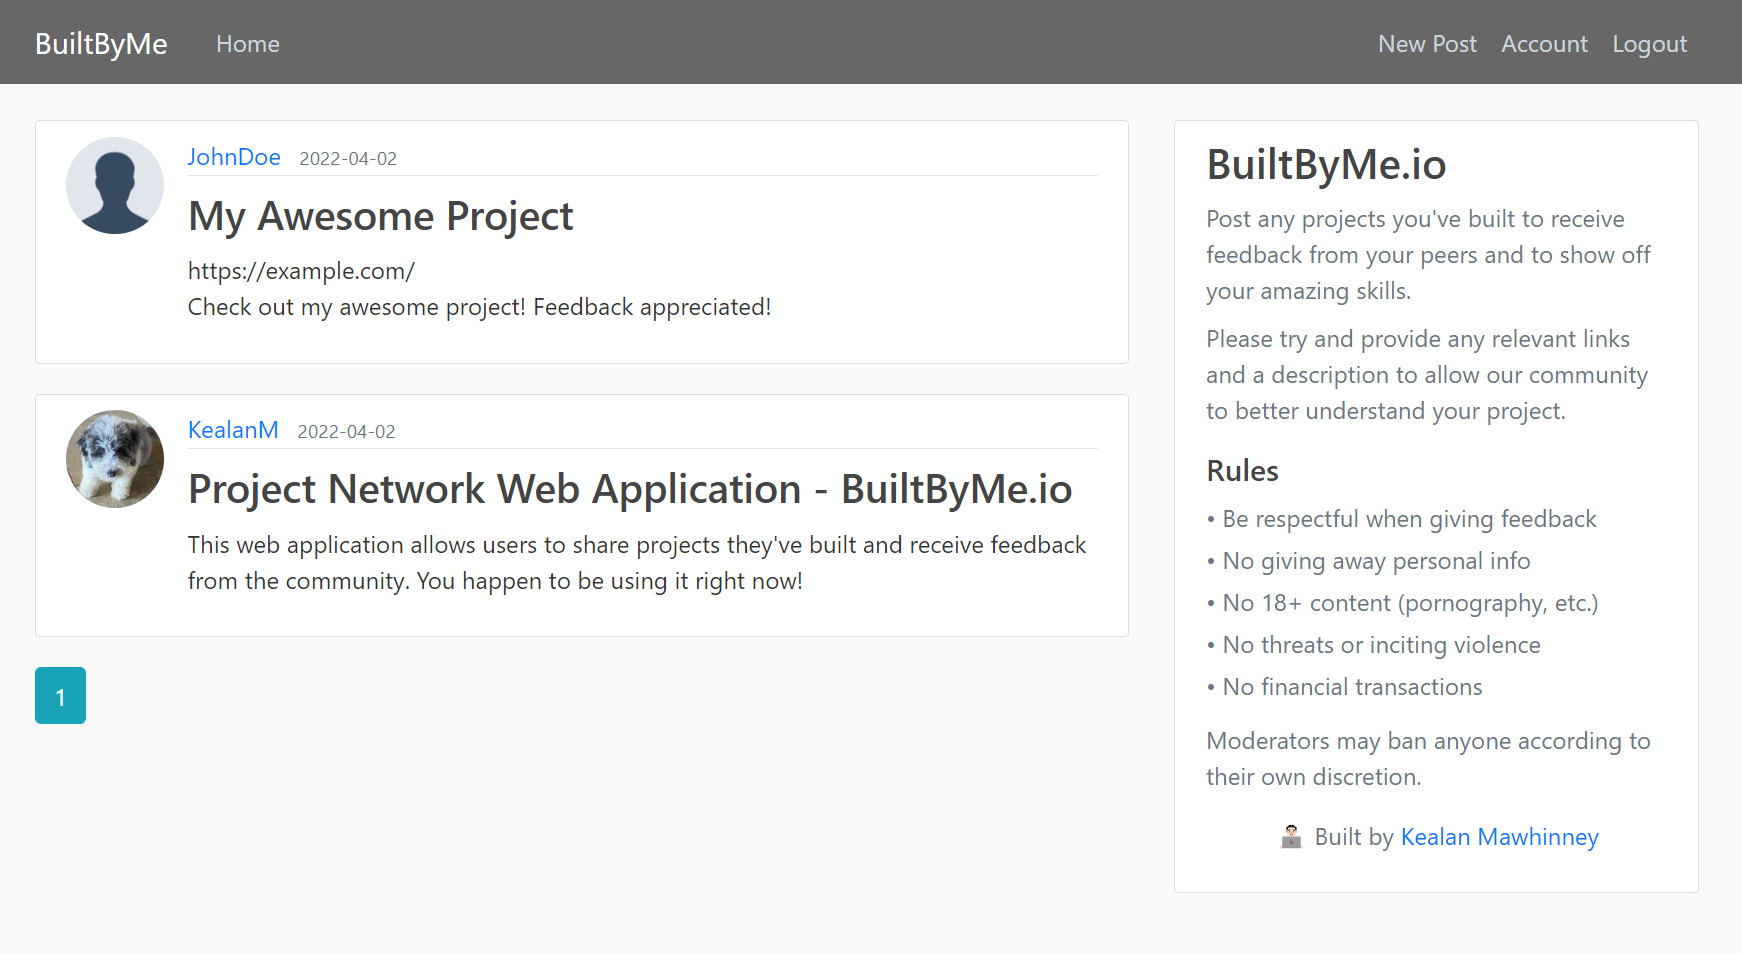 BuiltByMe Home New Post Account Logout
JohnDoe 2022-04-02
My Awesome Project
https://example.com/
Check out my awesome project! Feedback appreciated!
KealanM 2022-04-02
Project Network Web Application - BuiltByMe.io
This web application allows users to share projects they've built and receive feedback
from the community. You happen to be using it right now!
1
BuiltByMe.io
Post any projects you've built to receive
feedback from your peers and to show off
your amazing skills.
Please try and provide any relevant links
and a description to allow our community
to better understand your project.
Rules
• Be respectful when giving feedback
• No giving away personal info
• No 18+ content (pornography, etc.)
• No threats or inciting violence
• No financial transactions
Moderators may ban anyone according to
their own discretion.
Built by Kealan Mawhinney